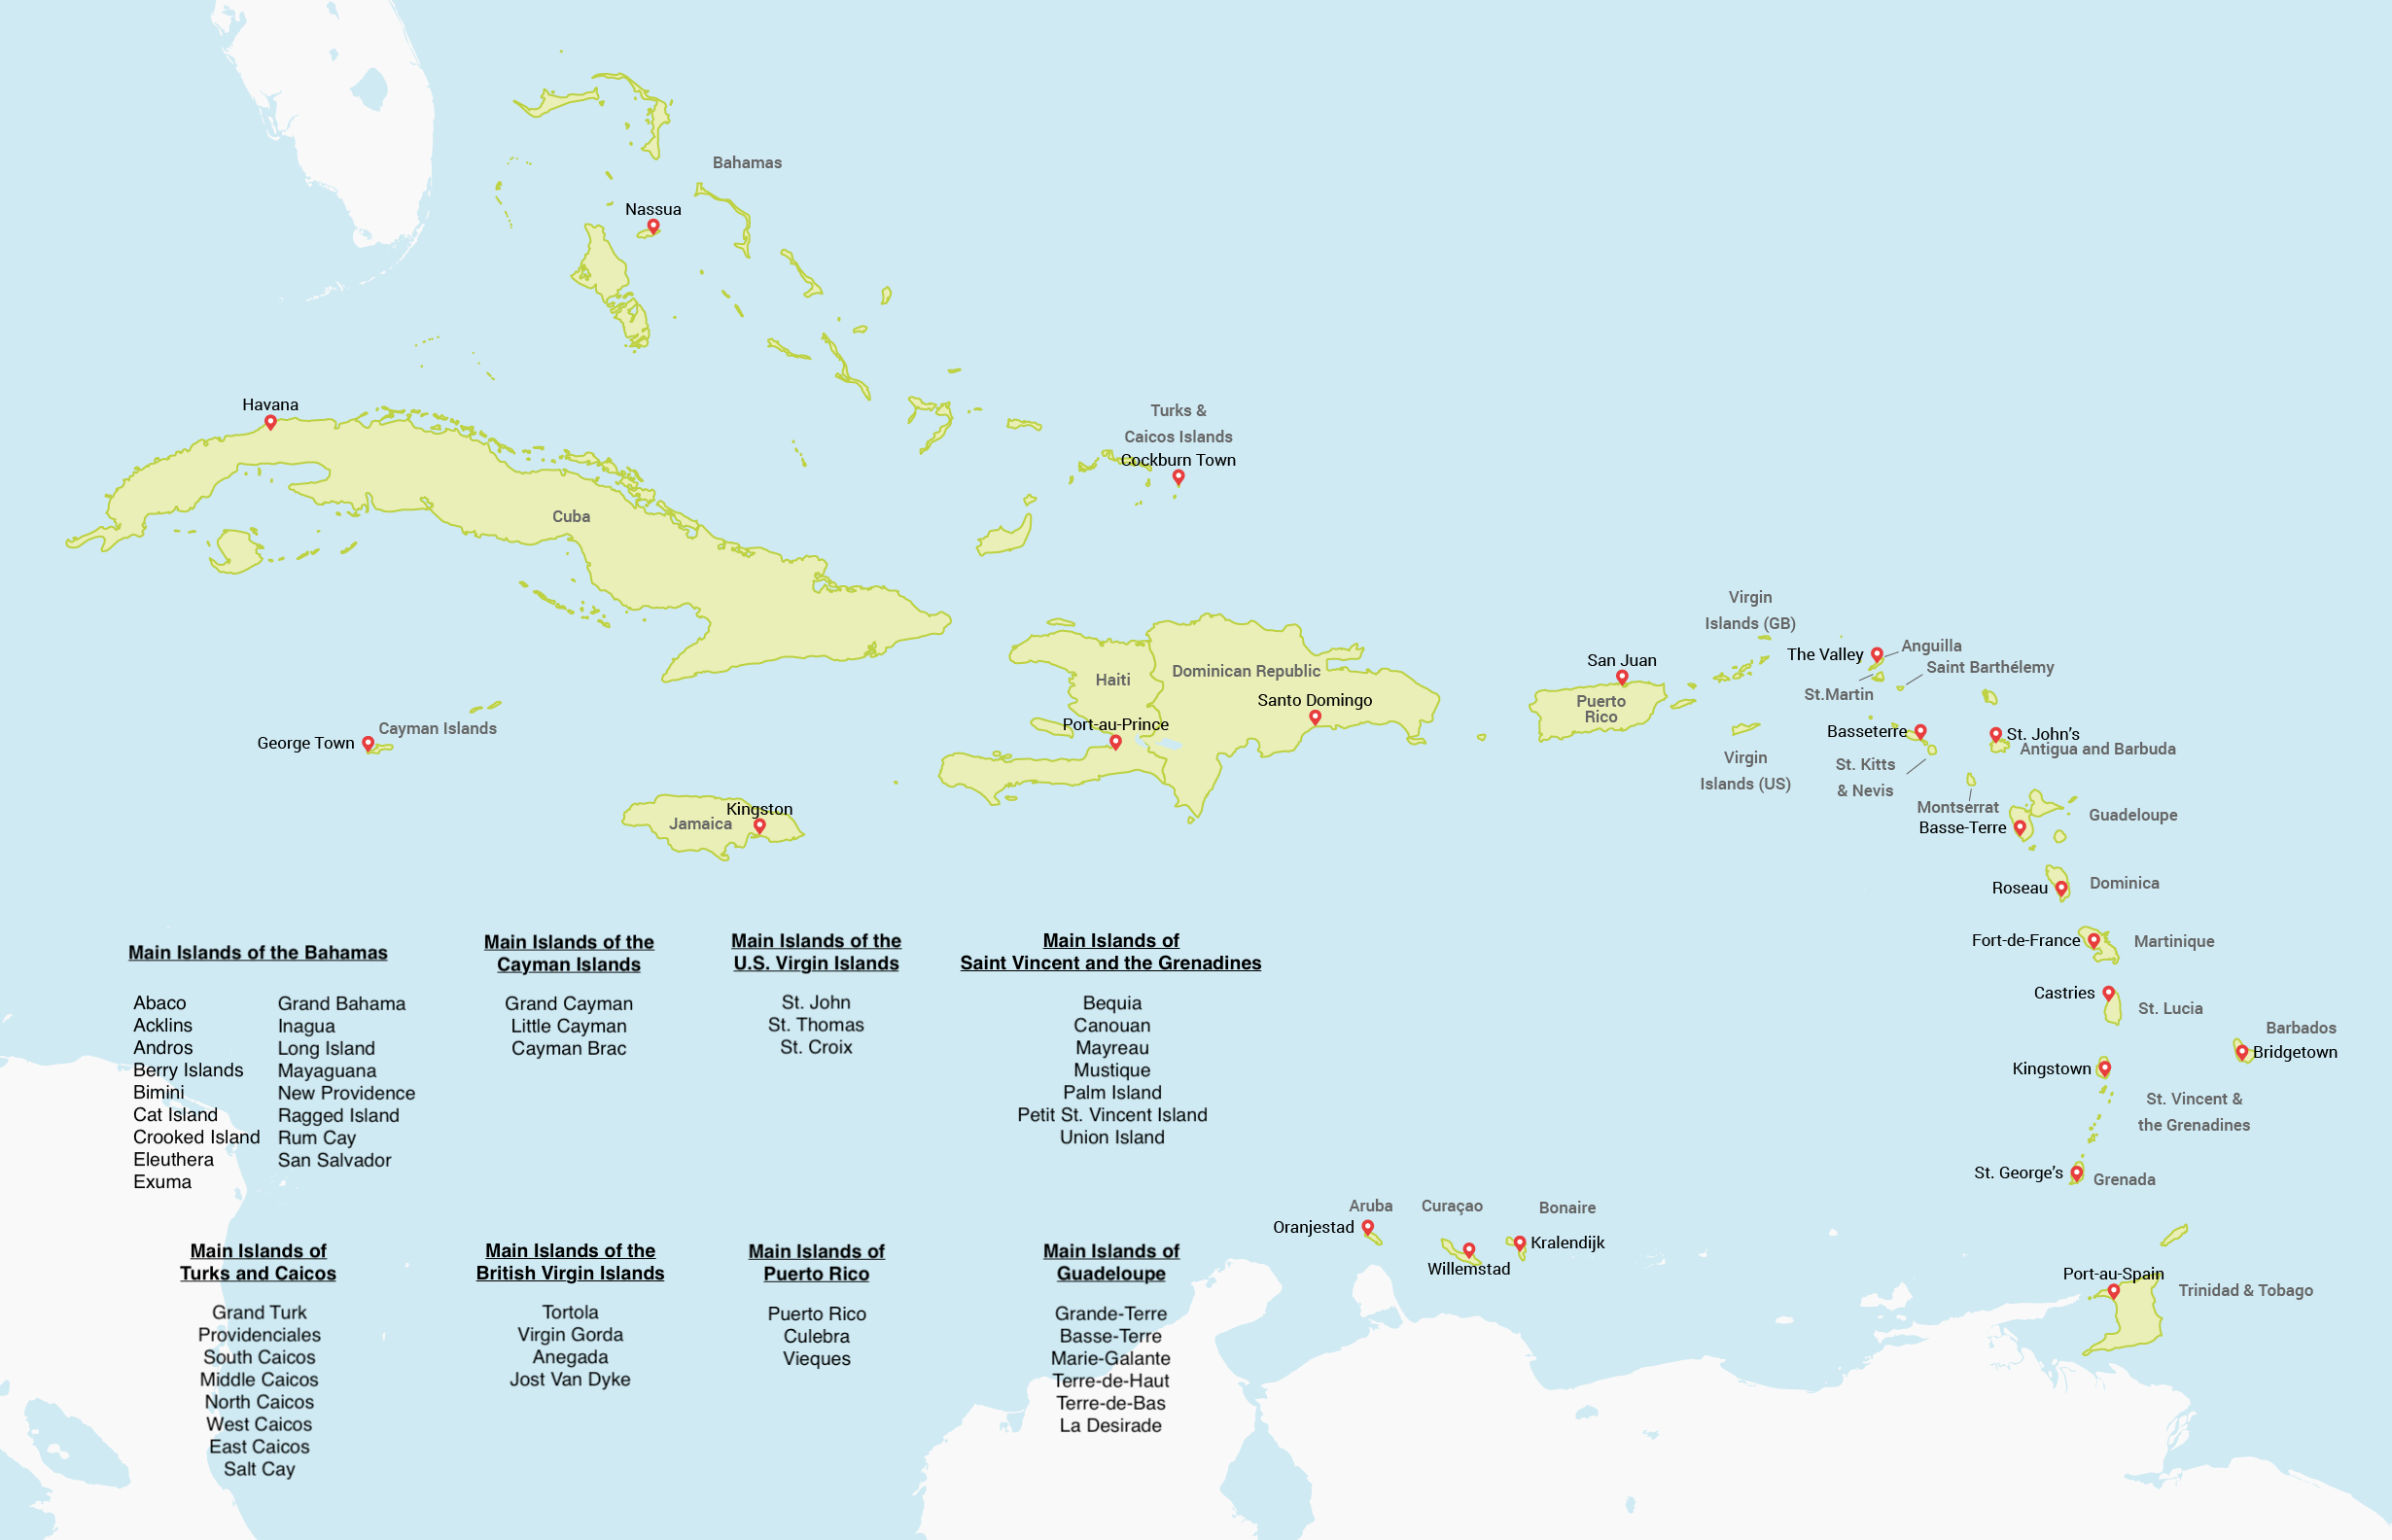 Bahamas
Nassua
Havana
Turks &
Caicos Islands
Cockburn Town
Cuba
Virgin
Islands (GB)
The Valley
Anguilla
Saint Barthélemy
St.Martin
San Juan
Puerto
Rico
Haiti
Dominican Republic
Santo Domingo
Port-au-Prince
Cayman Islands
George Town
Basseterre
St. John's
Antigua and Barbuda
Virgin
Islands (US)
St. Kitts
& Nevis
Montserrat
Kingston
Jamaica
Guadeloupe
Basse-Terre
Roseau
Dominica
Fort-de-France
Martinique
Castries
St. Lucia
Barbados
Bridgetown
Kingstown
St. Vincent &
the Grenadines
St. George's
Grenada
Aruba
Oranjestad
Curaçao
Willemstad
Bonaire
Kralendijk
Port-au-Spain
Trinidad & Tobago
Main Islands of the Bahamas
Abaco
Acklins
Andros
Berry Islands
Bimini
Cat Island
Crooked Island
Eleuthera
Exuma
Grand Bahama
Inagua
Long Island
Mayaguana
New Providence
Ragged Island
Rum Cay
San Salvador
Main Islands of the
Cayman Islands
Grand Cayman
Little Cayman
Cayman Brac
Main Islands of the
U.S. Virgin Islands
St. John
St. Thomas
St. Croix
Main Islands of
Saint Vincent and the Grenadines
Bequia
Canouan
Mayreau
Mustique
Palm Island
Petit St. Vincent Island
Union Island
Main Islands of
Turks and Caicos
Grand Turk
Providenciales
South Caicos
Middle Caicos
North Caicos
West Caicos
East Caicos
Salt Cay
Main Islands of the
British Virgin Islands
Tortola
Virgin Gorda
Anegada
Jost Van Dyke
Main Islands of
Puerto Rico
Puerto Rico
Culebra
Vieques
Main Islands of
Guadeloupe
Grande-Terre
Basse-Terre
Marie-Galante
Terre-de-Haut
Terre-de-Bas
La Desirade